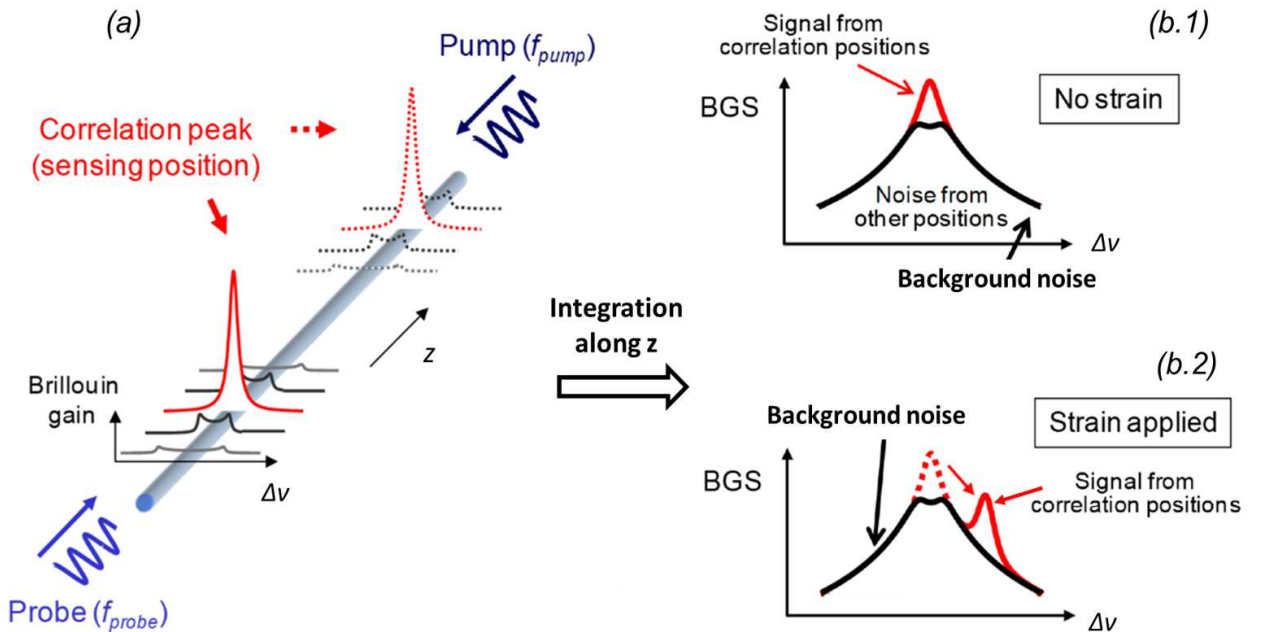 (a)
Pump (fpump)
Correlation peak
(sensing position)
z
Brillouin
gain
Δν
Probe (fprobe)
Integration
along z
(b.1)
Signal from
correlation positions
No strain
BGS
Noise from
other positions
Δν
Background noise
(b.2)
Background noise
Strain applied
BGS
Signal from
correlation positions
Δν